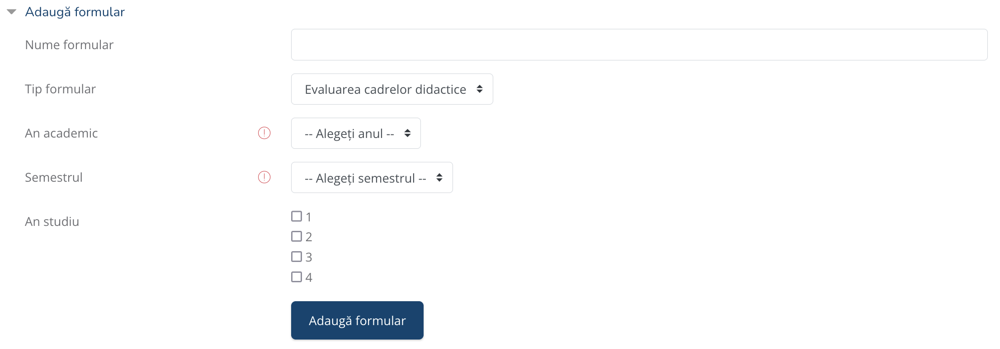 Adaugă formular
Nume formular
Tip formular
Evaluarea cadrelor didactice
An academic
-- Alegeți anul --
Semestrul
-- Alegeți semestrul --
An studiu
1
2
3
4
Adaugă formular